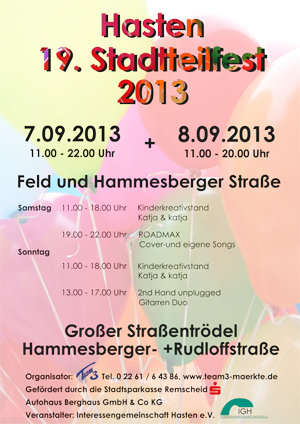 Hasten
19. Stadtteilfest
2013
7.09.2013 + 8.09.2013
11.00 - 22.00 Uhr 11.00 - 20.00 Uhr
Feld und Hammesberger Straße
Samstag 11.00 - 18.00 Uhr Kinderkreativstand
Katja & katja
19.00 - 22.00 Uhr ROADMAX
Cover-und eigene Songs
Sonntag
11.00 - 18.00 Uhr Kinderkreativstand
Katja & Katja
13.00 - 17.00 Uhr 2nd Hand unplugged
Gitarren Duo
Großer Straßentrödel
Hammesberger- +Rudloffstraße
Organisator: Team 3 Tel. 0 22 61 / 6 43 86, www.team3-maerkte.de
Gefördert durch die Stadtsparkasse Remscheid
Autohaus Berghaus GmbH & Co KG
Veranstalter: Interessengemeinschaft Hasten e.V. IGH